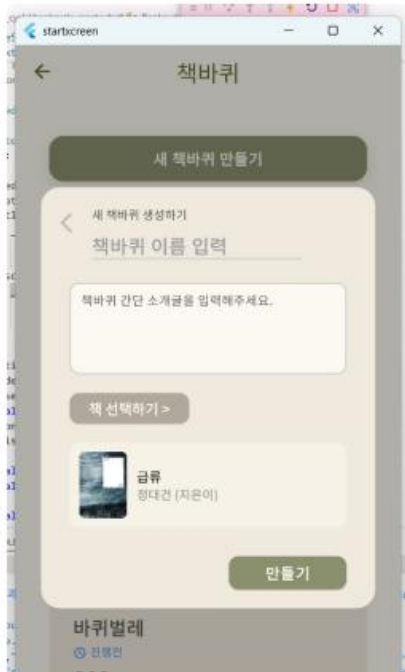 startxcreen
책바퀴
새 책바퀴 만들기
새 책바퀴 생성하기
책바퀴 이름 입력
책바퀴 간단 소개글을 입력해주세요.
책 선택하기 >
급류
정대건 (지은이)
만들기
바퀴벌레
진행인